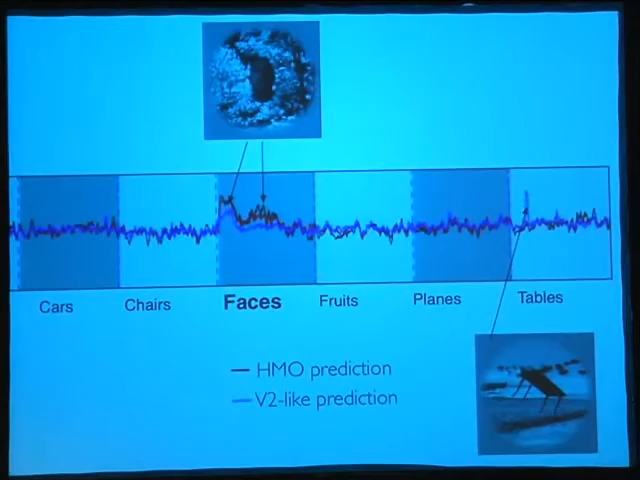 Cars Chairs Faces Fruits Planes Tables
HMO prediction
V2-like prediction